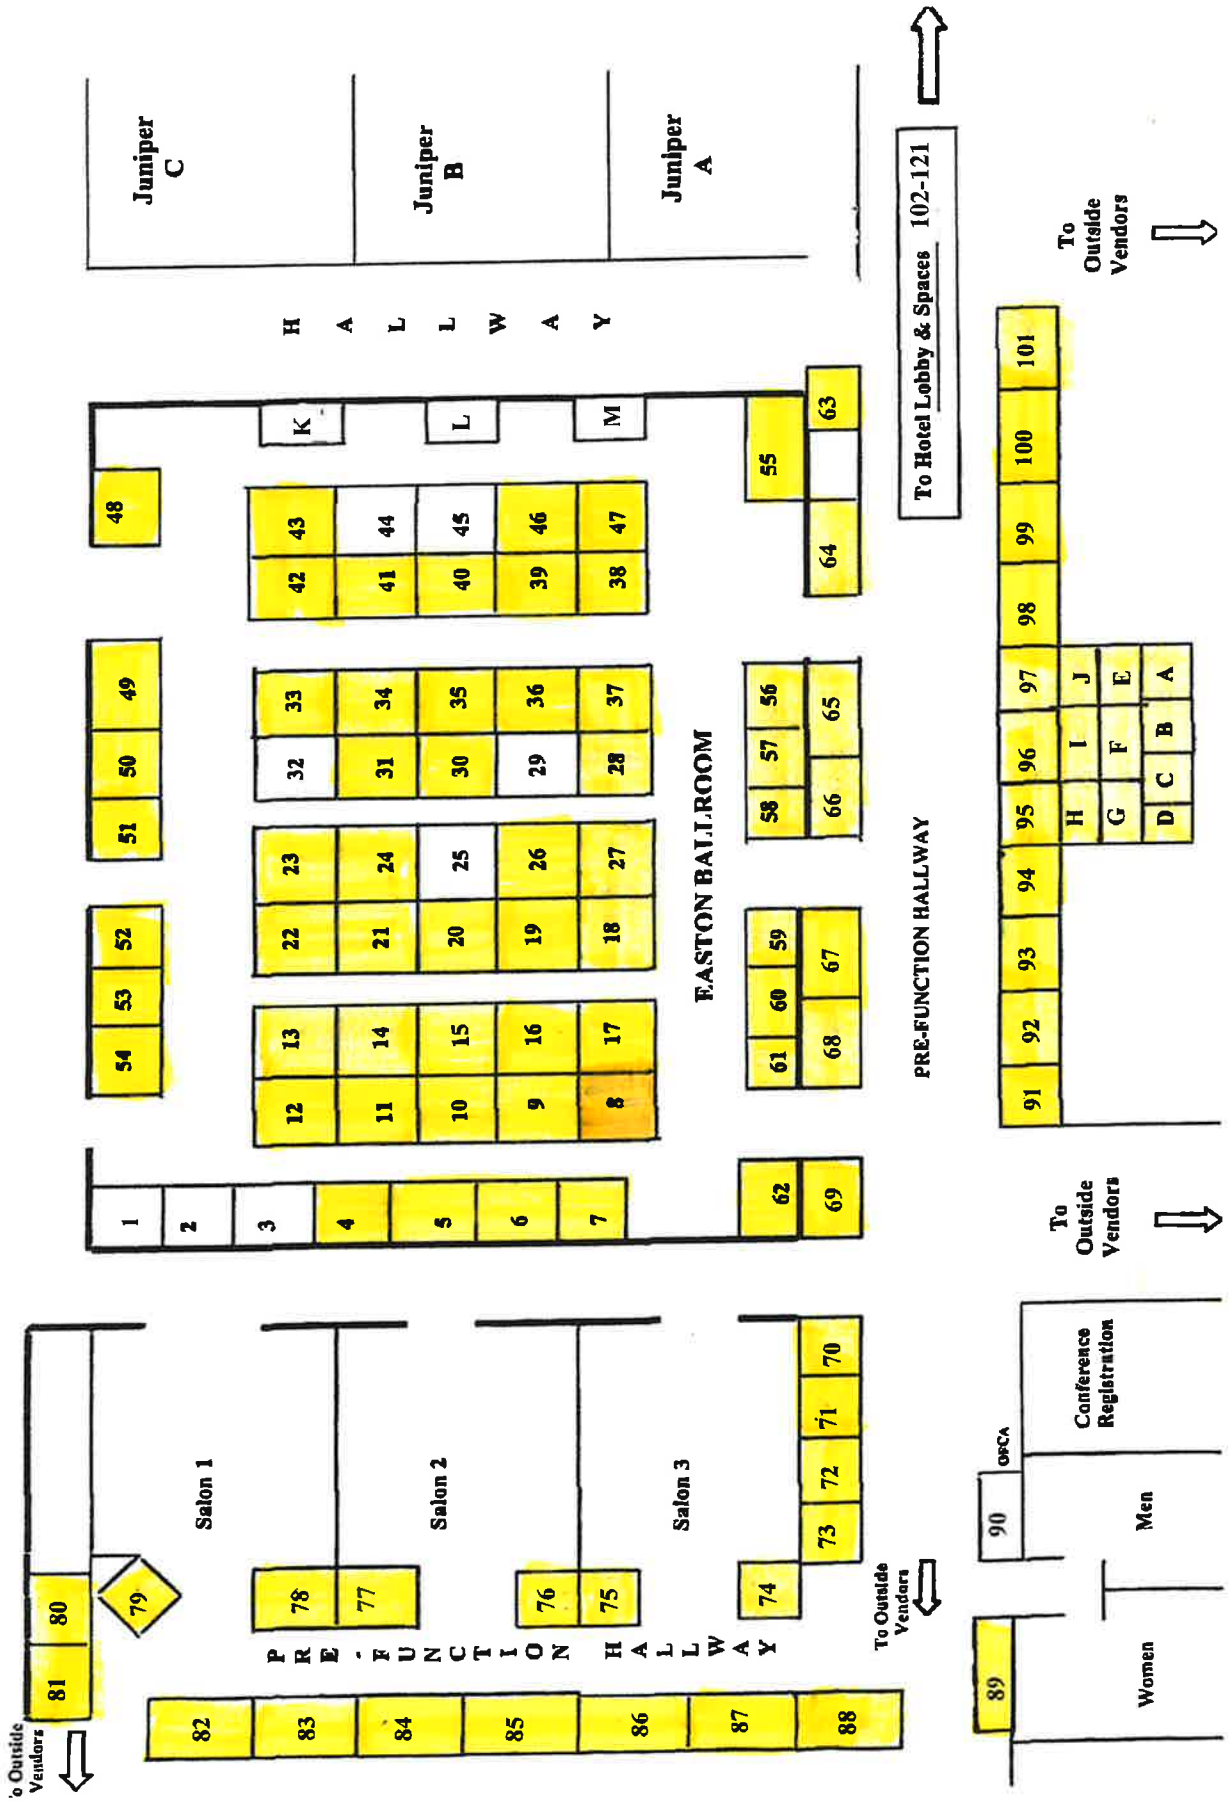 o Outside
Vendors
81 80
79
1 54 53 52 51 50 49 48
Juniper
C
82 Salon 1 2
3
83 78 12 13 22 23 32 33 42 43 K
84 77 4 11 14 21 24 31 34 41 44
Juniper
B
Salon 2 5 10 15 20 25 30 35 40 45 L
85 76 6 9 16 19 26 29 36 39 46
86 75 7 8 17 18 27 28 37 38 47 M
PRE-FUNCTION HALLWAY
HALLWAY
Salon 3
Juniper
A
EASTON BALLROOM
87 74 62 61 60 59 58 57 56 55
88 73 72 71 70 69 68 67 66 65 64 63
To Outside
Vendors
PRE-FUNCTION HALLWAY
To Hotel Lobby & Spaces 102-121
89 90 OFCA
91 92 93 94 95 96 97 98 99 100 101
To
Outside
Vendors
To
Outside
Vendors
H I J
G F E
D C B A
Conference
Registration
Women Men